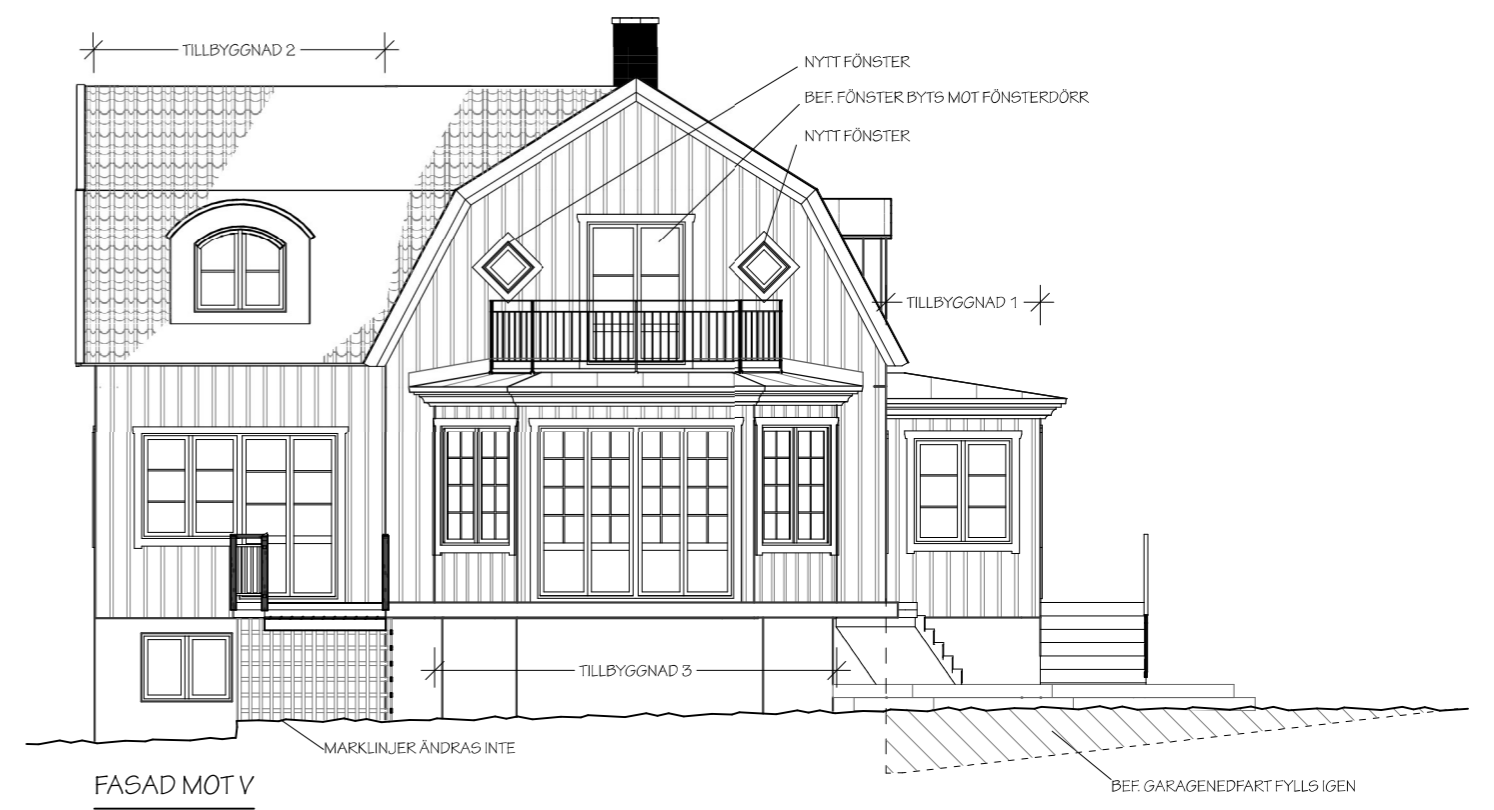 TILLBYGGNAD 2
NYTT FÖNSTER
BEF. FÖNSTER BYTS MOT FÖNSTERDÖRR
NYTT FÖNSTER
TILLBYGGNAD 1
TILLBYGGNAD 3
MARKLINJER ÄNDRAS INTE
BEF. GARAGENEDFART FYLLS IGEN
FASAD MOT V